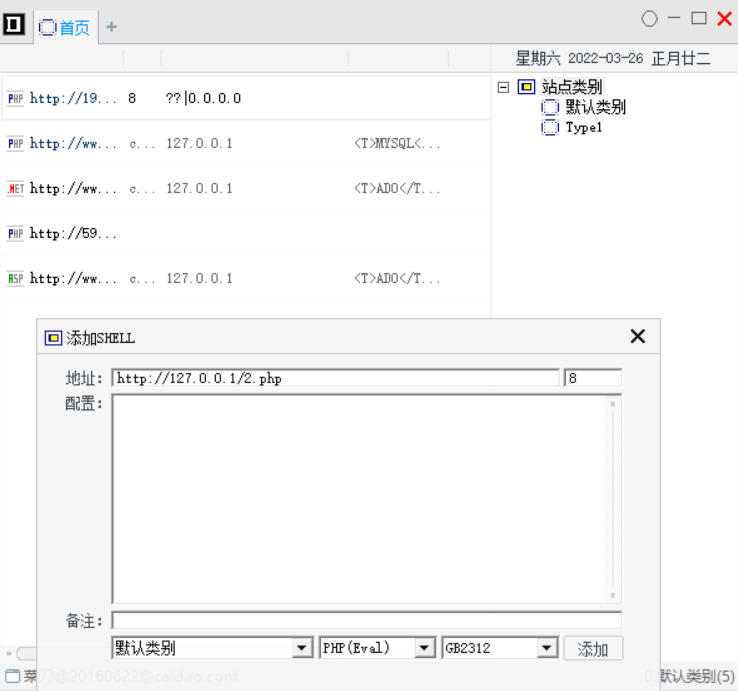 首页 +
星期六 2022-03-26 正月廿二
PHP http://19... 8 ??|0.0.0.0
PHP http://ww... c... 127.0.0.1 <T>MYSQL<...
.NET http://ww... c... 127.0.0.1 <T>ADO</T...
PHP http://59...
ASP http://ww... c... 127.0.0.1 <T>ADO</T...
站点类别
默认类别
Type1
添加SHELL
地址: http://127.0.0.1/2.php 8
配置:
备注:
默认类别 PHP(Eval) GB2312 添加
菜刀@20160622@caidao.conf 0.默认类别(5)